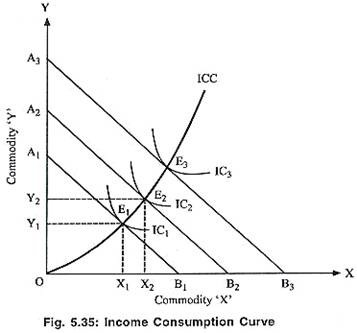 Y
A3
ICC
A2
Commodity 'Y'
A1
E3
IC3
Y2
E2
IC2
Y1
E1
IC1
O
X1 X2 B1 B2 B3 X
Commodity 'X'
Fig. 5.35: Income Consumption Curve